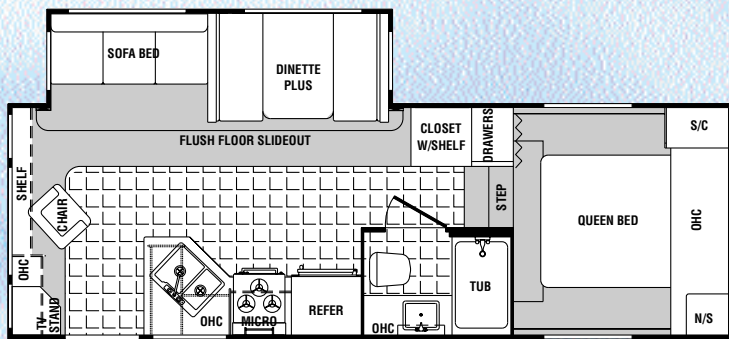 SOFA BED
DINETTE
PLUS
FLUSH FLOOR SLIDEOUT
CLOSET
W/SHELF
DRAWERS
S/C
SHELF
CHAIR
STEP
QUEEN BED
OHC
OHC
TV
STAND
OHC
MICRO
REFER
OHC
TUB
N/S